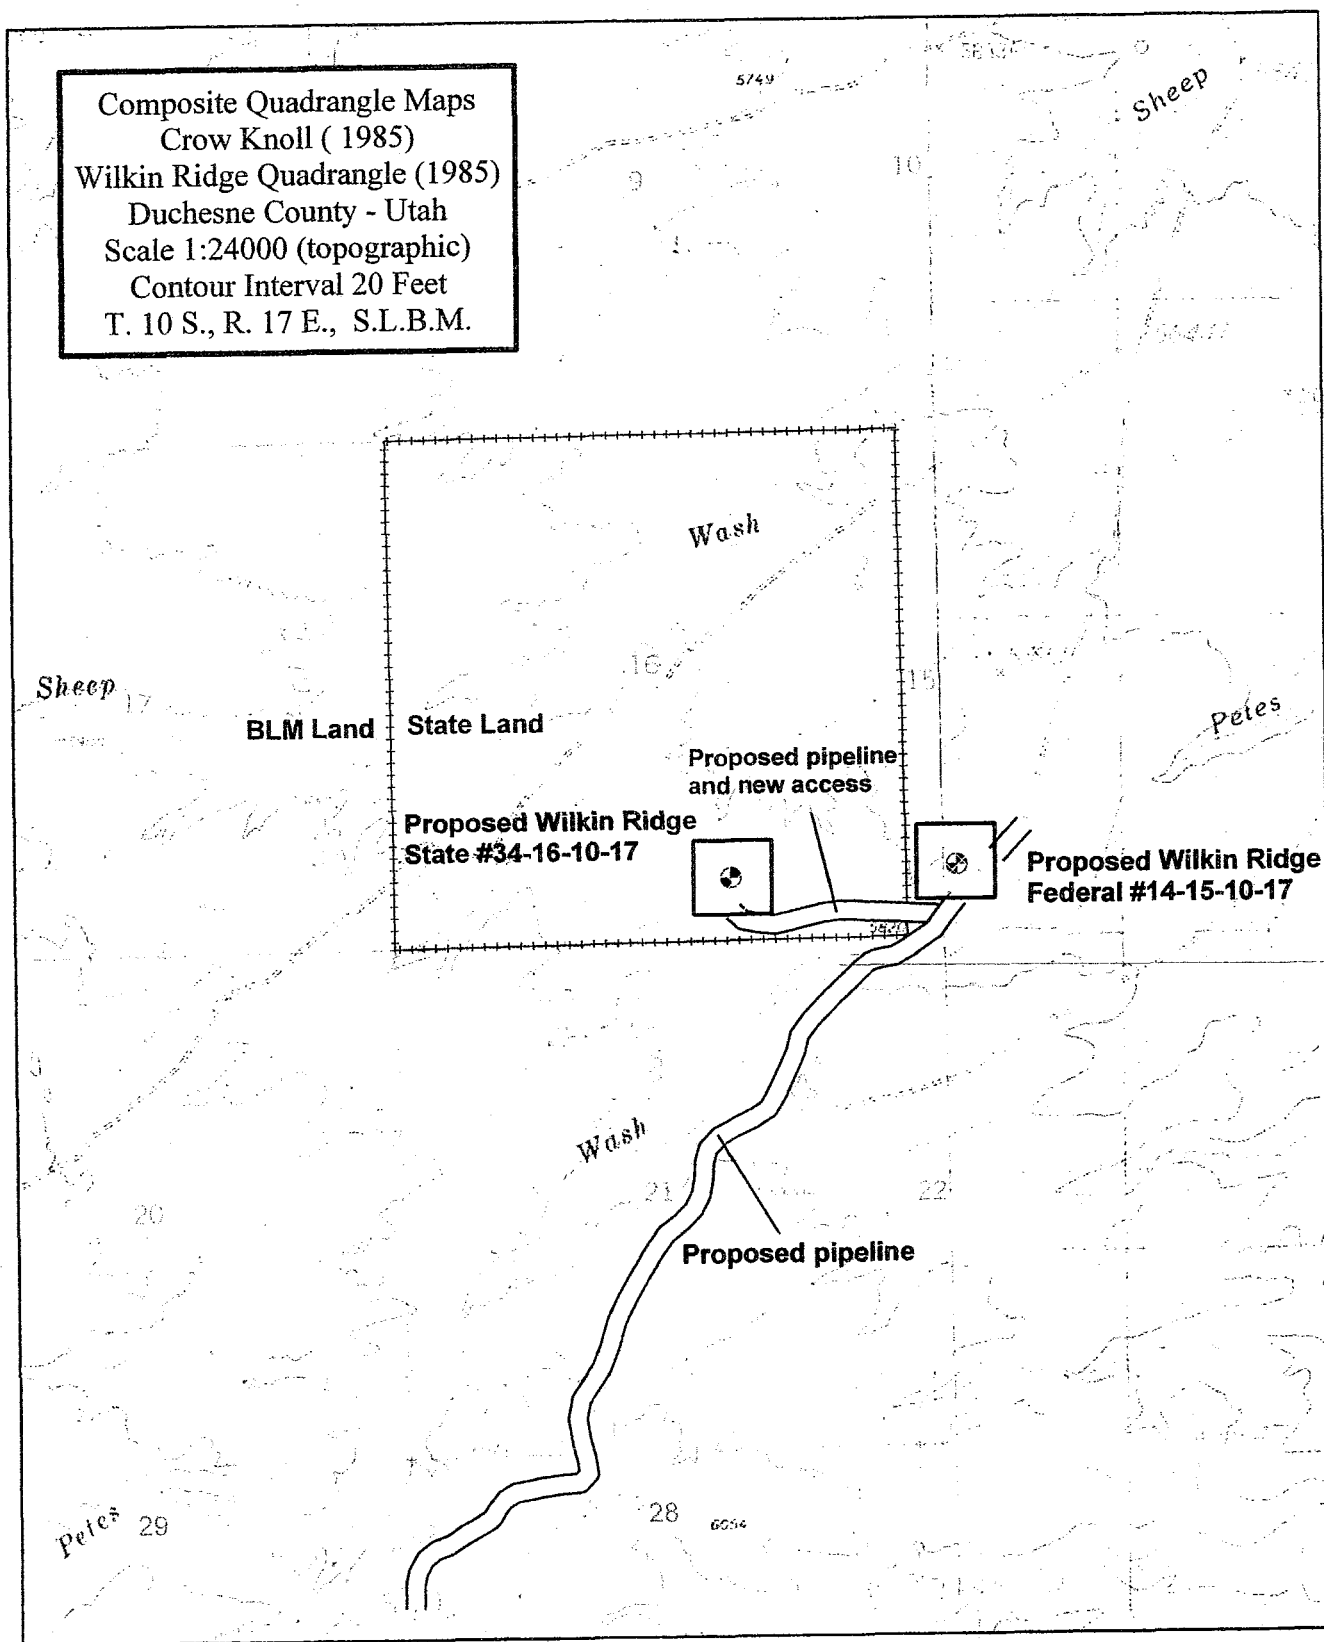 Composite Quadrangle Maps
Crow Knoll ( 1985)
Wilkin Ridge Quadrangle (1985)
Duchesne County - Utah
Scale 1:24000 (topographic)
Contour Interval 20 Feet
T. 10 S., R. 17 E., S.L.B.M.
5749
Sheep
9
10
Wash
16
15
Sheep
17
BLM Land
State Land
Petes
Proposed pipeline
and new access
Proposed Wilkin Ridge
State #34-16-10-17
Proposed Wilkin Ridge
Federal #14-15-10-17
Wash
20
21
22
Proposed pipeline
Petes
29
28
6054